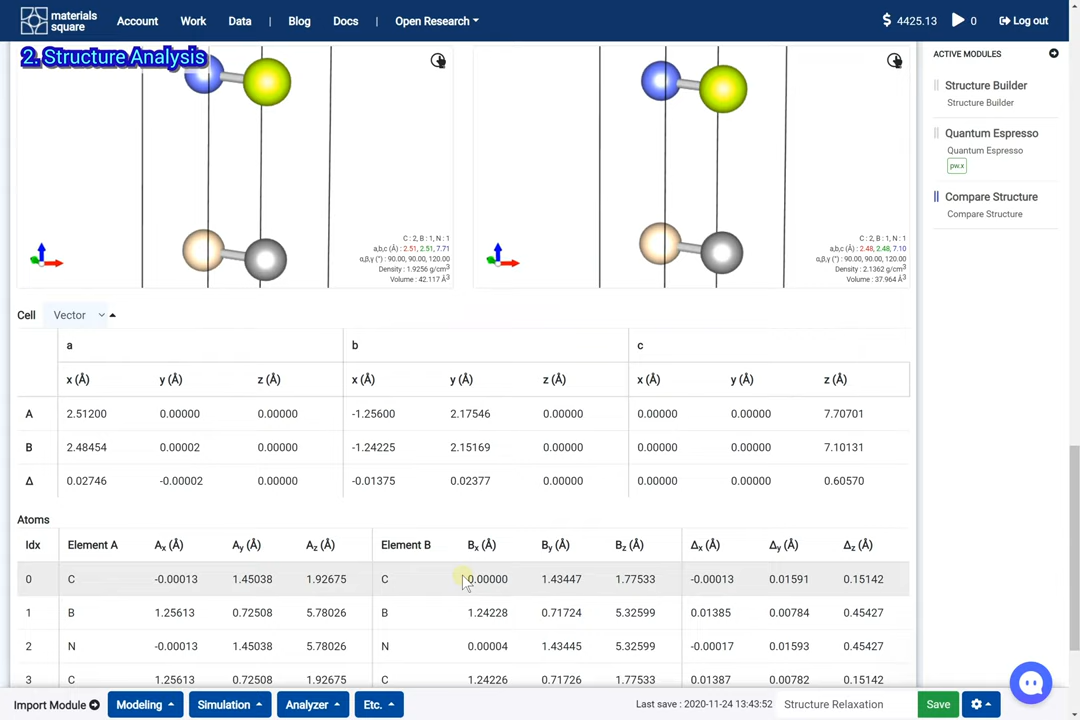 materials square Account Work Data | Blog Docs | Open Research $ 4425.13 0 Log out
2. Structure Analysis
C : 2, B : 1, N : 1
a,b,c (Å) : 2.51, 2.51, 7.71
α,β,γ (°) : 90.00, 90.00, 120.00
Density : 1.9256 g/cm3
Volume : 42.117 Å3
C : 2, B : 1, N : 1
a,b,c (Å) : 2.48, 2.48, 7.10
α,β,γ (°) : 90.00, 90.00, 120.00
Density : 2.1362 g/cm3
Volume : 37.964 Å3
ACTIVE MODULES
Structure Builder
Structure Builder
Quantum Espresso
Quantum Espresso
pw.x
Compare Structure
Compare Structure
Cell Vector
a b c
x (Å) y (Å) z (Å) x (Å) y (Å) z (Å) x (Å) y (Å) z (Å)
A 2.51200 0.00000 0.00000 -1.25600 2.17546 0.00000 0.00000 0.00000 7.70701
B 2.48454 0.00002 0.00000 -1.24225 2.15169 0.00000 0.00000 0.00000 7.10131
Δ 0.02746 -0.00002 0.00000 -0.01375 0.02377 0.00000 0.00000 0.00000 0.60570
Atoms
Idx Element A Ax (Å) Ay (Å) Az (Å) Element B Bx (Å) By (Å) Bz (Å) Δx (Å) Δy (Å) Δz (Å)
0 C -0.00013 1.45038 1.92675 C 0.00000 1.43447 1.77533 -0.00013 0.01591 0.15142
1 B 1.25613 0.72508 5.78026 B 1.24228 0.71724 5.32599 0.01385 0.00784 0.45427
2 N -0.00013 1.45038 5.78026 N 0.00004 1.43445 5.32599 -0.00017 0.01593 0.45427
3 C 1.25613 0.72508 1.92675 C 1.24226 0.71726 1.77533 0.01387 0.00782 0.15142
Import Module Modeling Simulation Analyzer Etc. Last save : 2020-11-24 13:43:52 Structure Relaxation Save